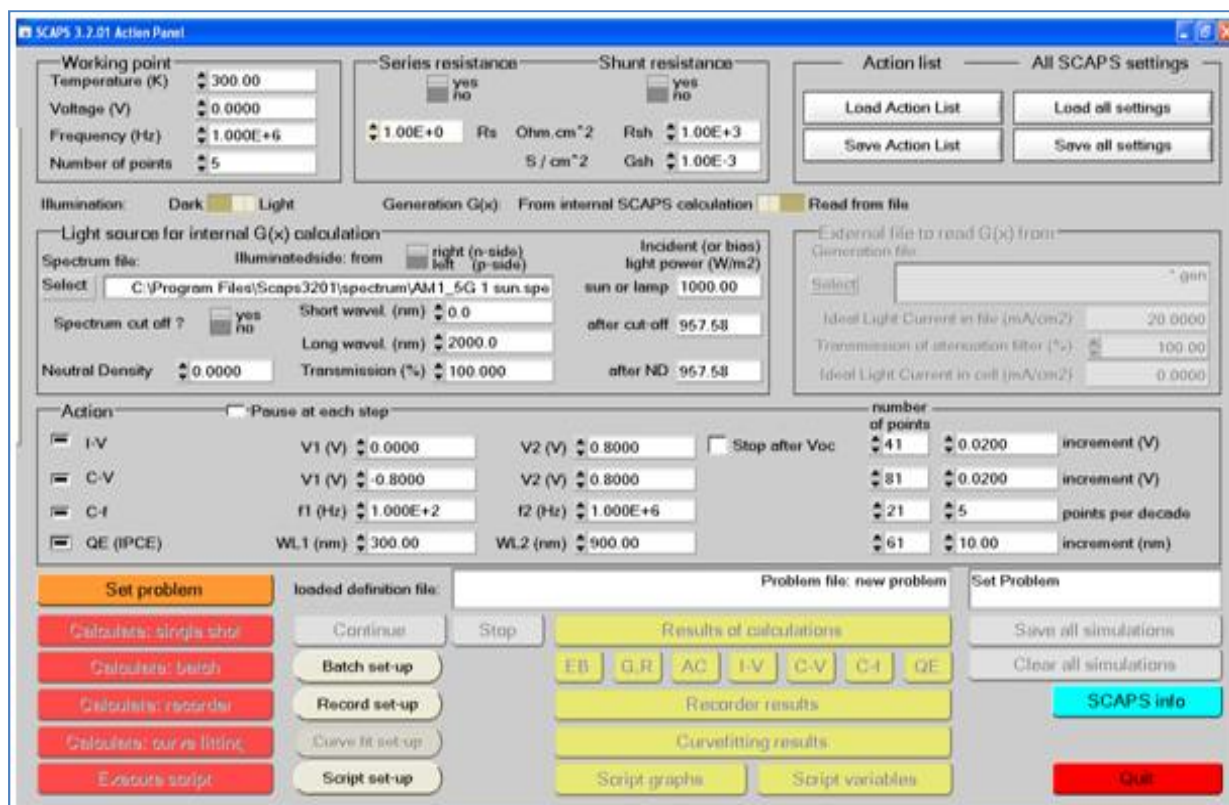 SCAPS 3.2.01 Action Panel
Working point
Temperature (K) 300.00
Voltage (V) 0.0000
Frequency (Hz) 1.000E+6
Number of points 5
Series resistance Shunt resistance
yes yes
no no
1.00E+0 Rs Ohm.cm^2 Rsh 1.00E+3
S / cm^2 Gsh 1.00E-3
Action list All SCAPS settings
Load Action List Load all settings
Save Action List Save all settings
Illumination: Dark Light Generation G(x): From internal SCAPS calculation Read from file
Light source for internal G(x) calculation
Spectrum file: Illuminatedside: from right (n-side)
left (p-side)
Incident (or bias)
light power (W/m2)
Select C:\Program Files\Scaps3201\spectrum\AM1_5G 1 sun.spe sun or lamp 1000.00
Spectrum cut off ? yes
no
Short wavel. (nm) 0.0
Long wavel. (nm) 2000.0
after cut-off 957.58
Neutral Density 0.0000 Transmission (%) 100.000 after ND 957.58
External file to read G(x) from
Generation file
Select *.gen
Ideal Light Current in file (mA/cm2) 20.0000
Transmission of attenuation filter (%) 100.00
Ideal Light Current in cell (mA/cm2) 0.0000
Action Pause at each step number
of points
I-V V1 (V) 0.0000 V2 (V) 0.8000 Stop after Voc 41 0.0200 increment (V)
C-V V1 (V) -0.8000 V2 (V) 0.8000 81 0.0200 increment (V)
C-f f1 (Hz) 1.000E+2 f2 (Hz) 1.000E+6 21 5 points per decade
QE (IPCE) WL1 (nm) 300.00 WL2 (nm) 900.00 61 10.00 increment (nm)
Set problem loaded definition file: Problem file: new problem Set Problem
Calculate: single shot Continue Stop Results of calculations Save all simulations
Calculate: batch Batch set-up EB G,R AC I-V C-V C-f QE Clear all simulations
Calculate: recorder Record set-up Recorder results SCAPS info
Calculate: curve fitting Curve fit set-up Curvefitting results
Execute script Script set-up Script graphs Script variables Quit